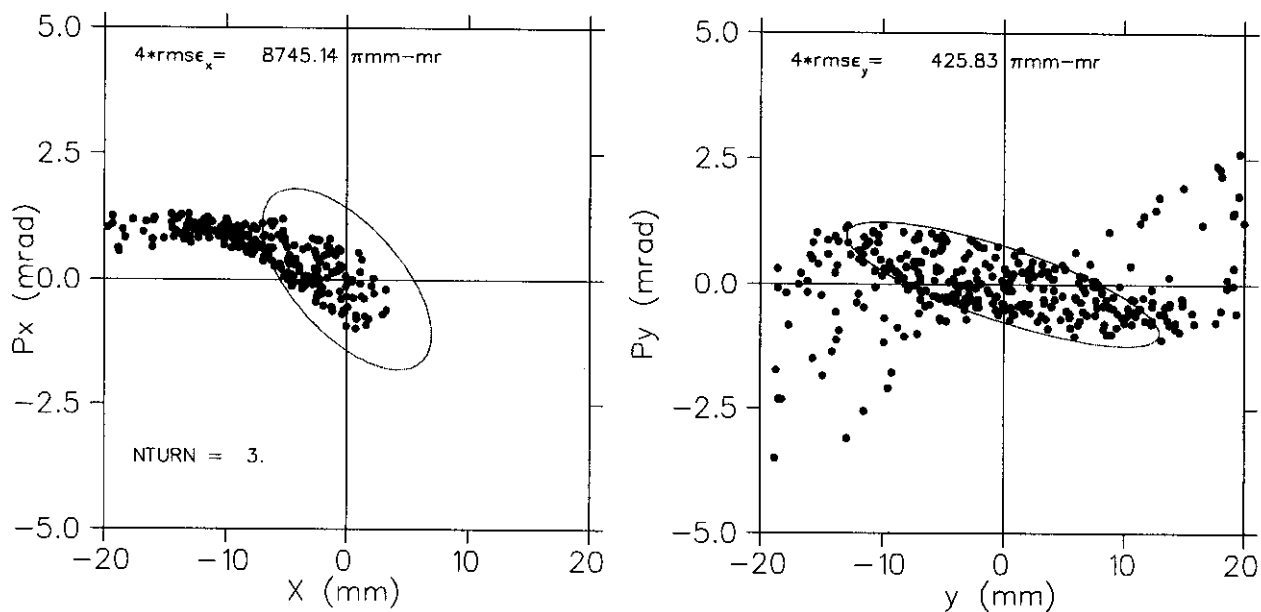 5.0
4*rmsε_x= 8745.14 πmm-mr
2.5
0.0
-2.5
NTURN = 3.
-5.0
-20 -10 0 10 20
X (mm)
Px (mrad)
5.0
4*rmsε_y= 425.83 πmm-mr
2.5
0.0
-2.5
-5.0
-20 -10 0 10 20
y (mm)
Py (mrad)